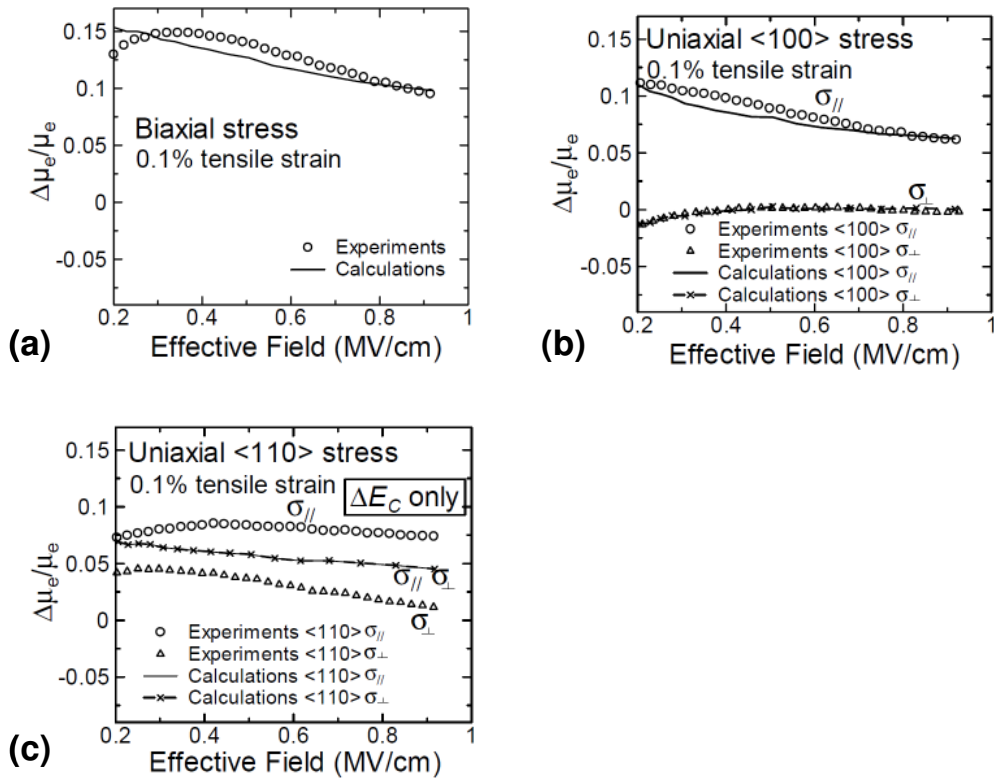 0.15
0.1
0.05
0
-0.05
Δμe/μe
Biaxial stress
0.1% tensile strain
Experiments
Calculations
0.2 0.4 0.6 0.8 1
Effective Field (MV/cm)
(a)
0.15
0.1
0.05
0
-0.05
Δμe/μe
Uniaxial <100> stress
0.1% tensile strain
σ//
σ⊥
Experiments <100> σ//
Experiments <100> σ⊥
Calculations <100> σ//
Calculations <100> σ⊥
0.2 0.4 0.6 0.8 1
Effective Field (MV/cm)
(b)
0.15
0.1
0.05
0
-0.05
Δμe/μe
Uniaxial <110> stress
0.1% tensile strain
ΔEC only
σ//
σ// σ⊥
σ⊥
Experiments <110> σ//
Experiments <110> σ⊥
Calculations <110> σ//
Calculations <110> σ⊥
0.2 0.4 0.6 0.8 1
Effective Field (MV/cm)
(c)